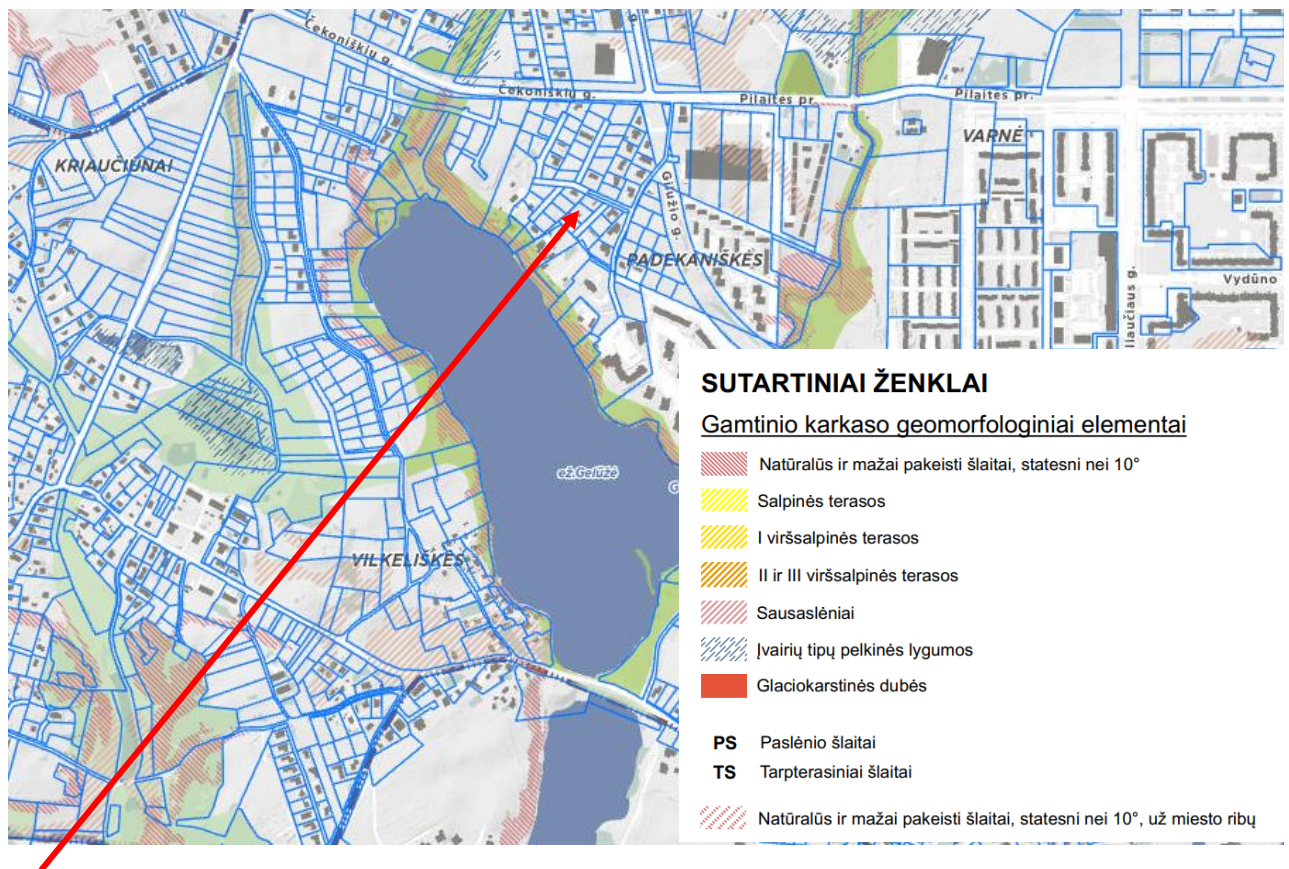 Čekoniškių g.
Čekoniškių g.
Pilaitės pr.
Pilaitės pr.
VARNĖ
KRIAUČIŪNAI
Gilužio g.
PADEKANIŠKĖS
Vydūno
liaučiaus g.
SUTARTINIAI ŽENKLAI
Gamtinio karkaso geomorfologiniai elementai
Natūralūs ir mažai pakeisti šlaitai, statesni nei 10°
ež.Gelūžė
G
Salpinės terasos
I viršsalpinės terasos
VILKELIŠKĖS
II ir III viršsalpinės terasos
Sausaslėniai
Įvairių tipų pelkinės lygumos
Glaciokarstinės dubės
PS Paslėnio šlaitai
TS Tarpterasiniai šlaitai
Natūralūs ir mažai pakeisti šlaitai, statesni nei 10°, už miesto ribų